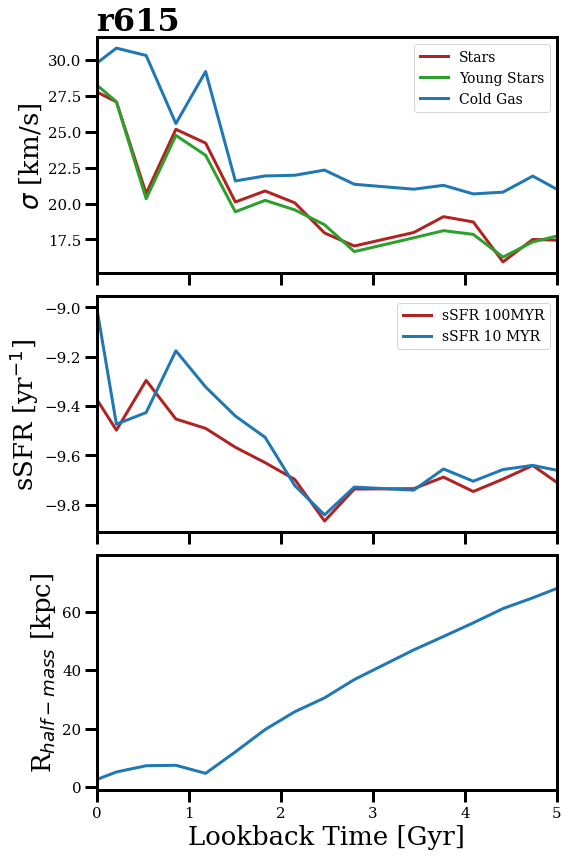 r615
σ [km/s]
30.0
27.5
25.0
22.5
20.0
17.5
Stars
Young Stars
Cold Gas
sSFR [yr⁻¹]
−9.0
−9.2
−9.4
−9.6
−9.8
sSFR 100MYR
sSFR 10 MYR
R_{half−mass} [kpc]
60
40
20
0
0 1 2 3 4 5
Lookback Time [Gyr]